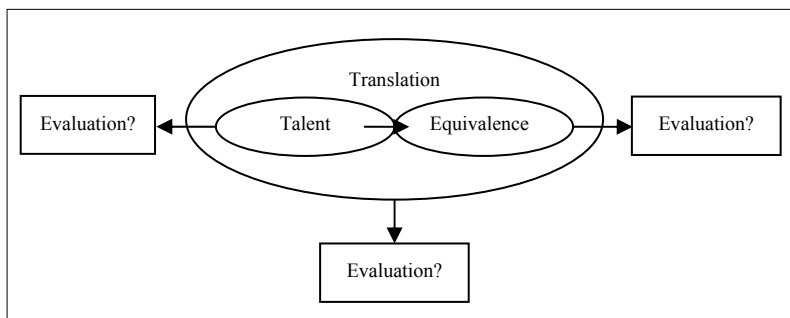 Translation
Evaluation?
Talent
Equivalence
Evaluation?
Evaluation?